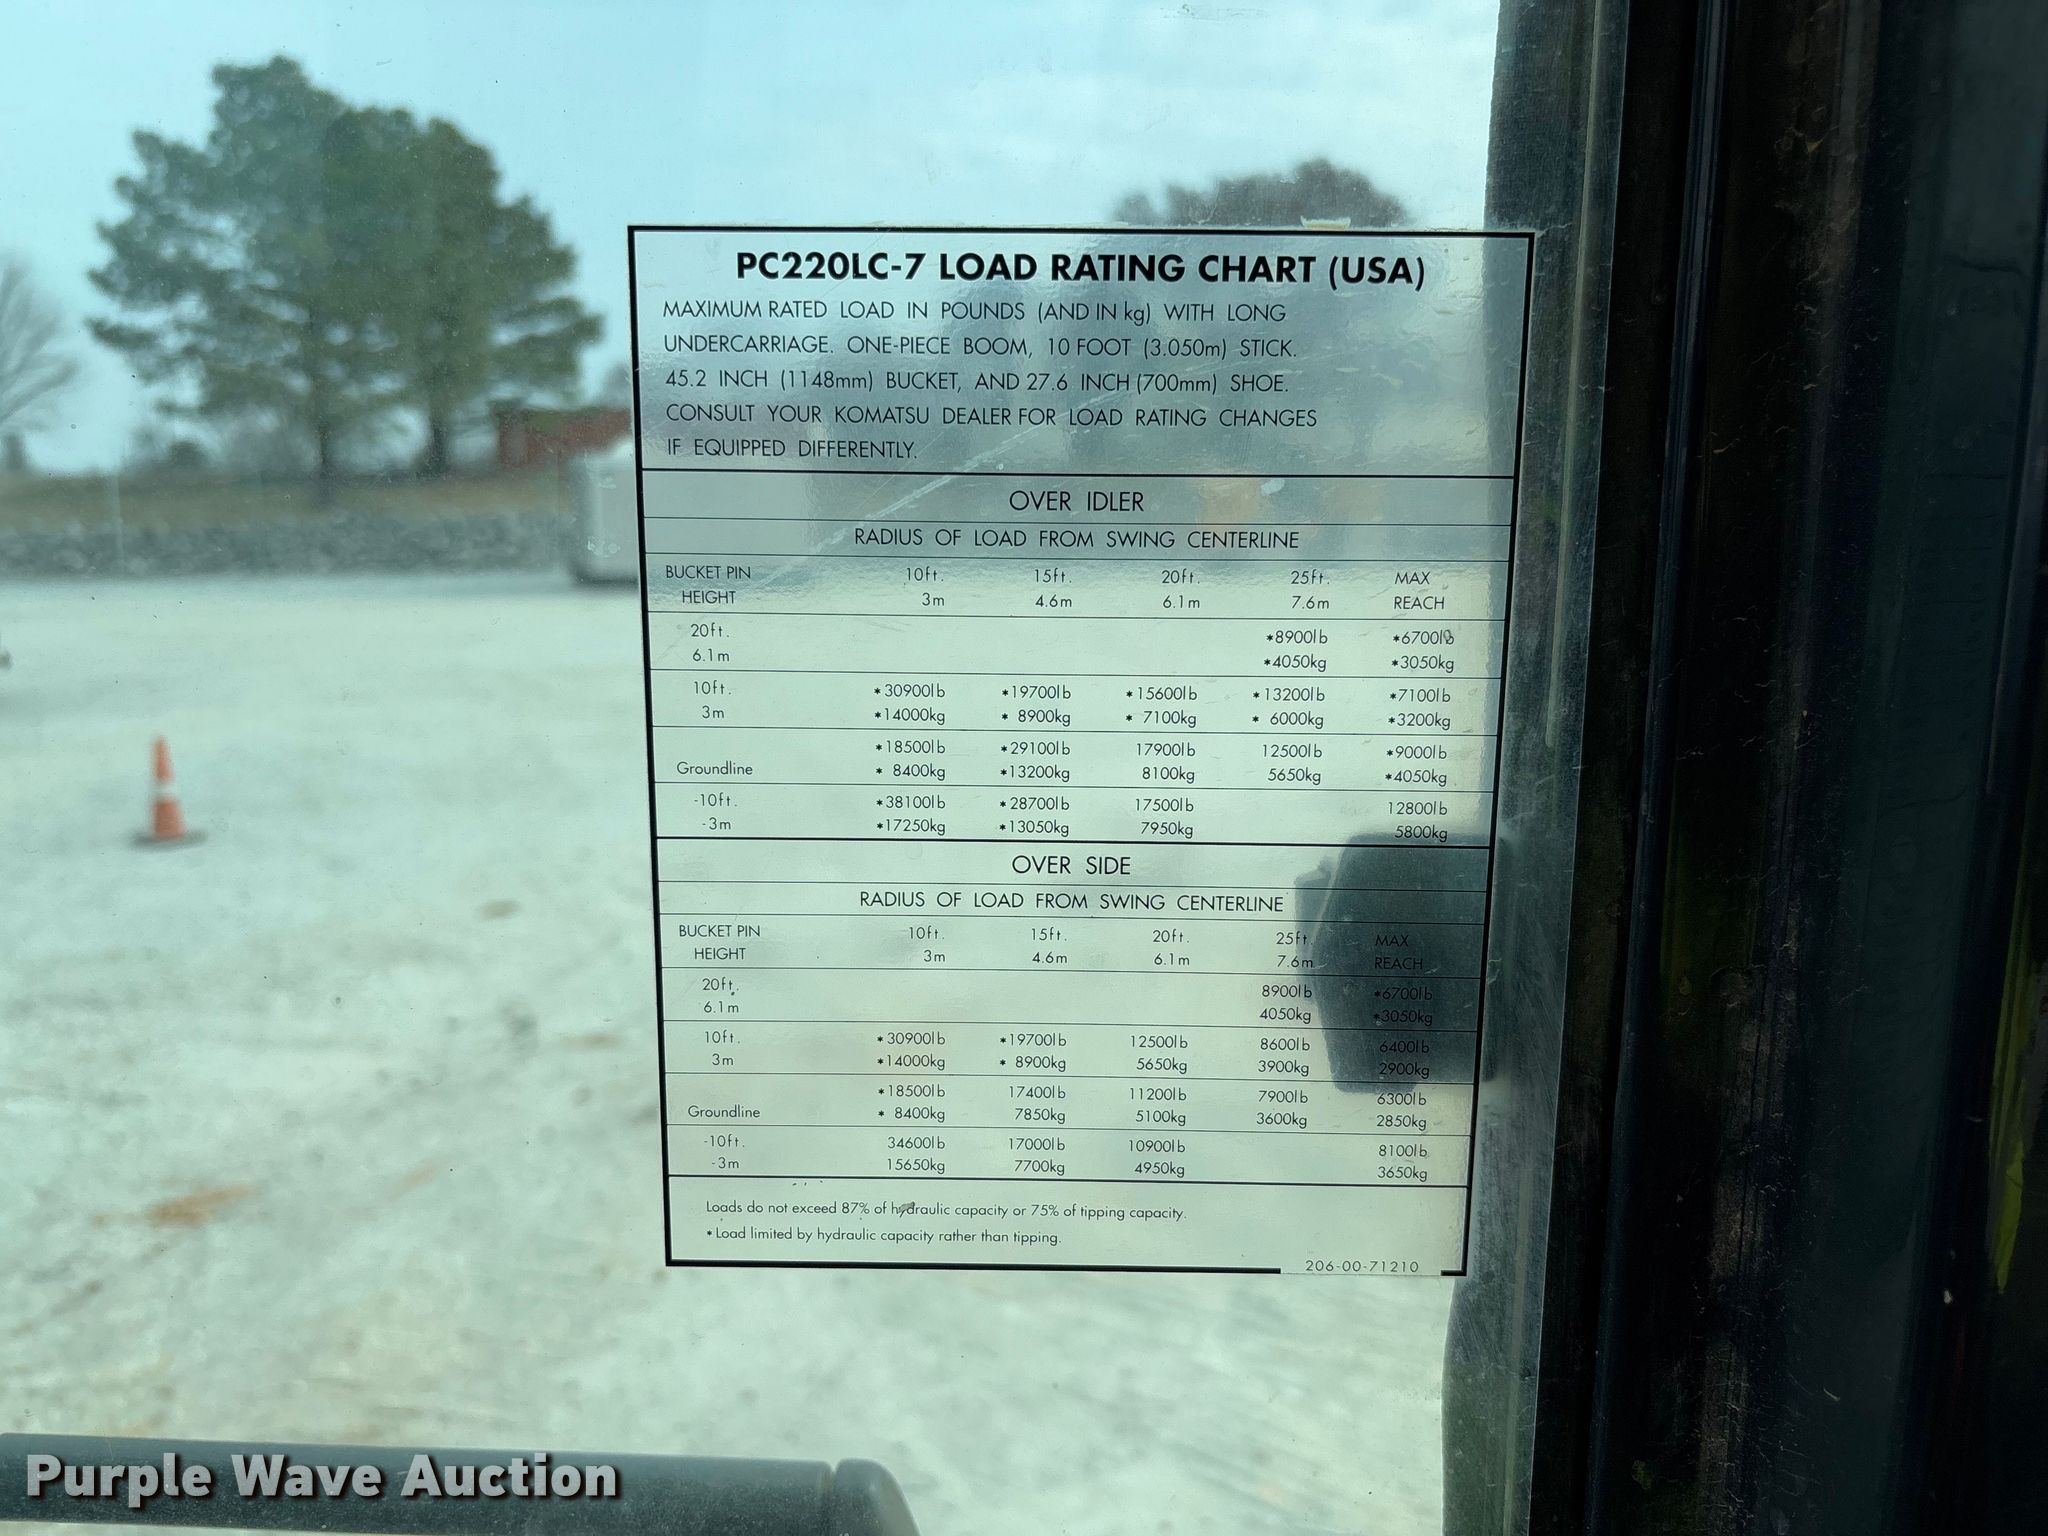 PC220LC-7 LOAD RATING CHART (USA)
MAXIMUM RATED LOAD IN POUNDS (AND IN kg) WITH LONG
UNDERCARRIAGE. ONE-PIECE BOOM, 10 FOOT (3.050m) STICK.
45.2 INCH (1148mm) BUCKET, AND 27.6 INCH (700mm) SHOE.
CONSULT YOUR KOMATSU DEALER FOR LOAD RATING CHANGES
IF EQUIPPED DIFFERENTLY.
OVER IDLER
RADIUS OF LOAD FROM SWING CENTERLINE
BUCKET PIN 10ft. 15ft. 20ft. 25ft. MAX
HEIGHT 3m 4.6m 6.1m 7.6m REACH
20ft. *8900lb *6700lb
6.1m *4050kg *3050kg
10ft. *30900lb *19700lb *15600lb *13200lb *7100lb
3m *14000kg * 8900kg * 7100kg * 6000kg *3200kg
*18500lb *29100lb 17900lb 12500lb *9000lb
Groundline * 8400kg *13200kg 8100kg 5650kg *4050kg
-10ft. *38100lb *28700lb 17500lb 12800lb
-3m *17250kg *13050kg 7950kg 5800kg
OVER SIDE
RADIUS OF LOAD FROM SWING CENTERLINE
BUCKET PIN 10ft. 15ft. 20ft. 25ft. MAX
HEIGHT 3m 4.6m 6.1m 7.6m REACH
20ft. 8900lb *6700lb
6.1m 4050kg *3050kg
10ft. *30900lb *19700lb 12500lb 8600lb 6400lb
3m *14000kg * 8900kg 5650kg 3900kg 2900kg
*18500lb 17400lb 11200lb 7900lb 6300lb
Groundline * 8400kg 7850kg 5100kg 3600kg 2850kg
-10ft. 34600lb 17000lb 10900lb 8100lb
-3m 15650kg 7700kg 4950kg 3650kg
Loads do not exceed 87% of hydraulic capacity or 75% of tipping capacity.
* Load limited by hydraulic capacity rather than tipping.
206-00-71210
Purple Wave Auction